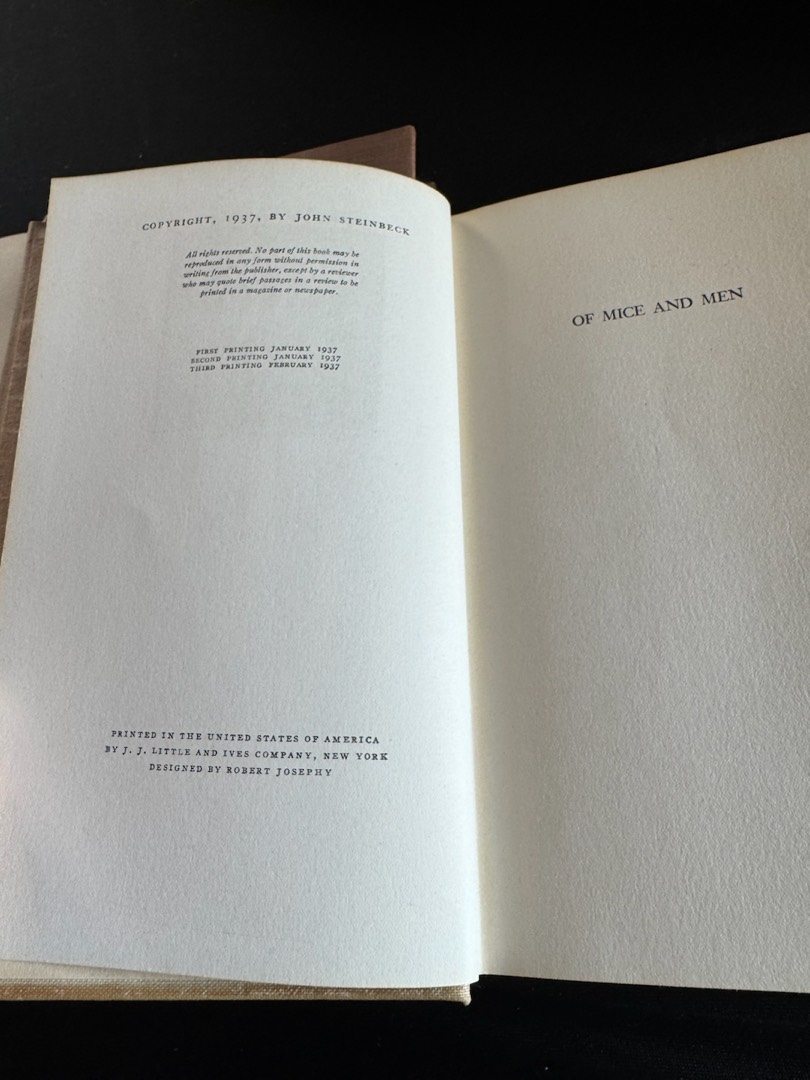 COPYRIGHT, 1937, BY JOHN STEINBECK
All rights reserved. No part of this book may be
reproduced in any form without permission in
writing from the publisher, except by a reviewer
who may quote brief passages in a review to be
printed in a magazine or newspaper.
FIRST PRINTING JANUARY 1937
SECOND PRINTING JANUARY 1937
THIRD PRINTING FEBRUARY 1937
PRINTED IN THE UNITED STATES OF AMERICA
BY J. J. LITTLE AND IVES COMPANY, NEW YORK
DESIGNED BY ROBERT JOSEPHY
OF MICE AND MEN